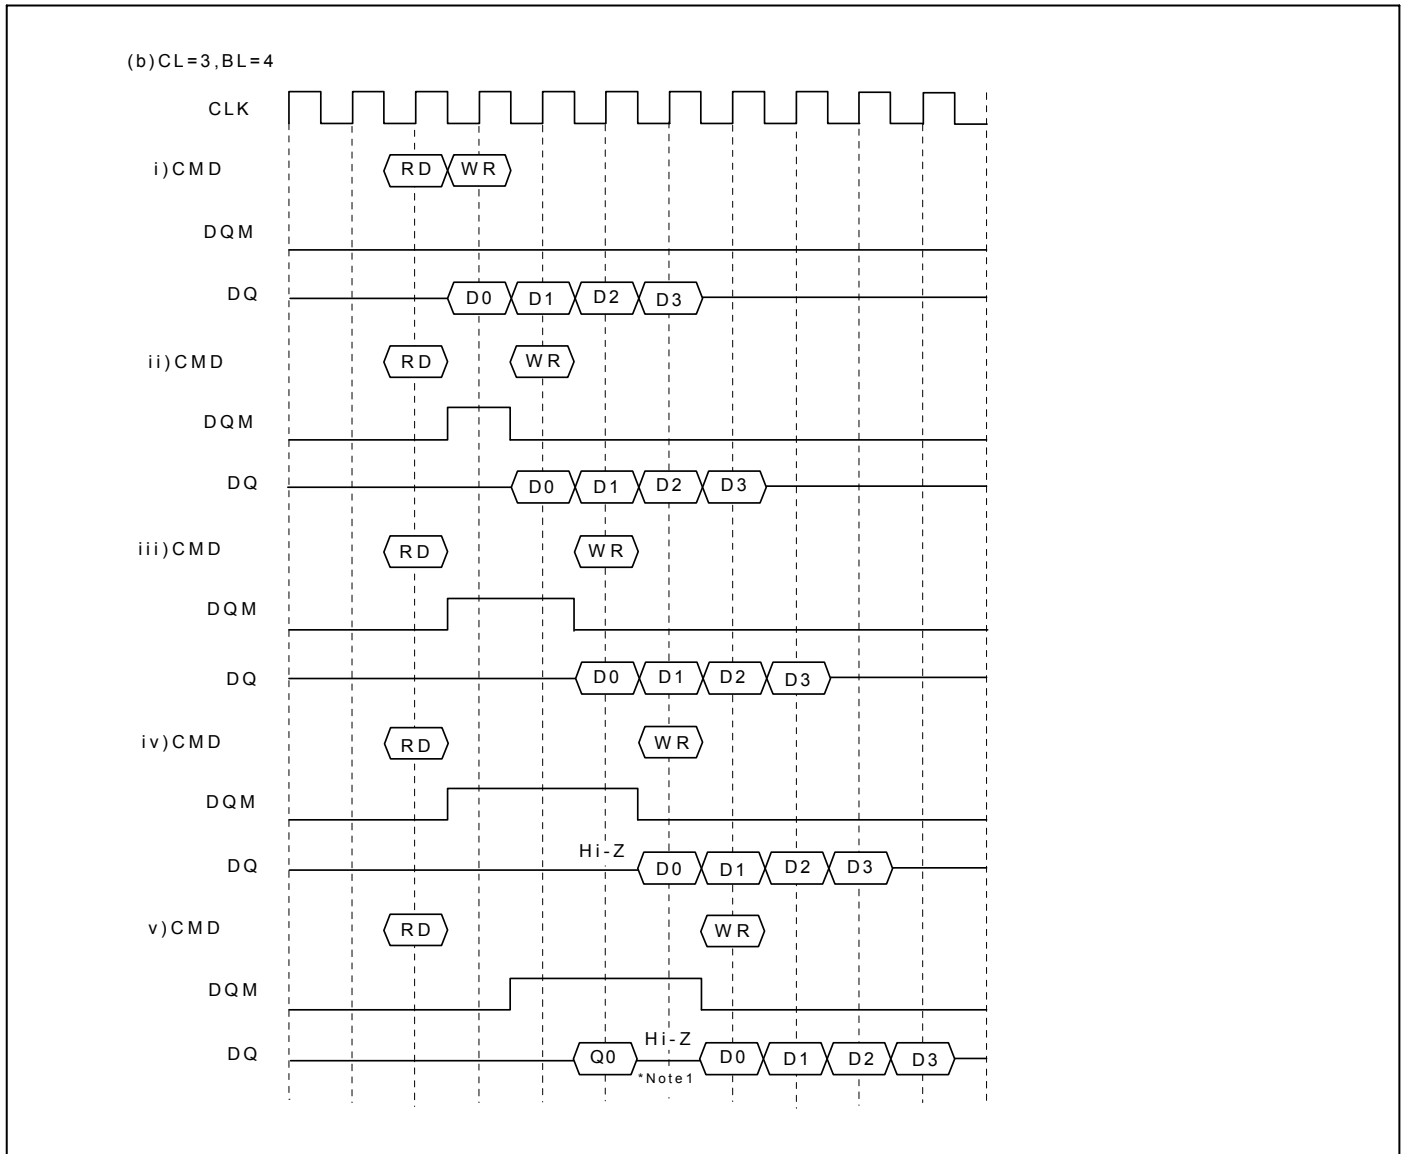 (b)CL=3,BL=4
CLK
i)CMD RD WR
DQM
DQ D0 D1 D2 D3
ii)CMD RD WR
DQM
DQ D0 D1 D2 D3
iii)CMD RD WR
DQM
DQ D0 D1 D2 D3
iv)CMD RD WR
DQM
Hi-Z
DQ D0 D1 D2 D3
v)CMD RD WR
DQM
Hi-Z
DQ Q0 D0 D1 D2 D3
*Note1